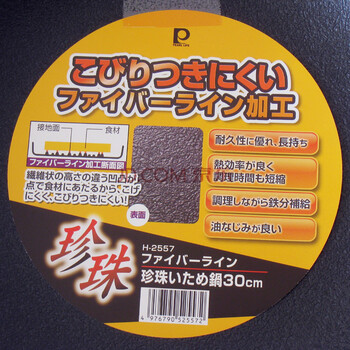 PEARL LIFE
こびりつきにくい
ファイバーライン加工
接地面
食材
ファイバーライン加工断面図
繊維状の高さの違う凹凸が
点で食材にあたるから、こげ
にくく、こびりつきにくい!
表面
耐久性に優れ、長持ち
熱効率が良く
調理時間も短縮
調理しながら鉄分補給
油なじみが良い
珍珠
H-2557
ファイバーライン
珍珠いため鍋30cm
4 976790 525572